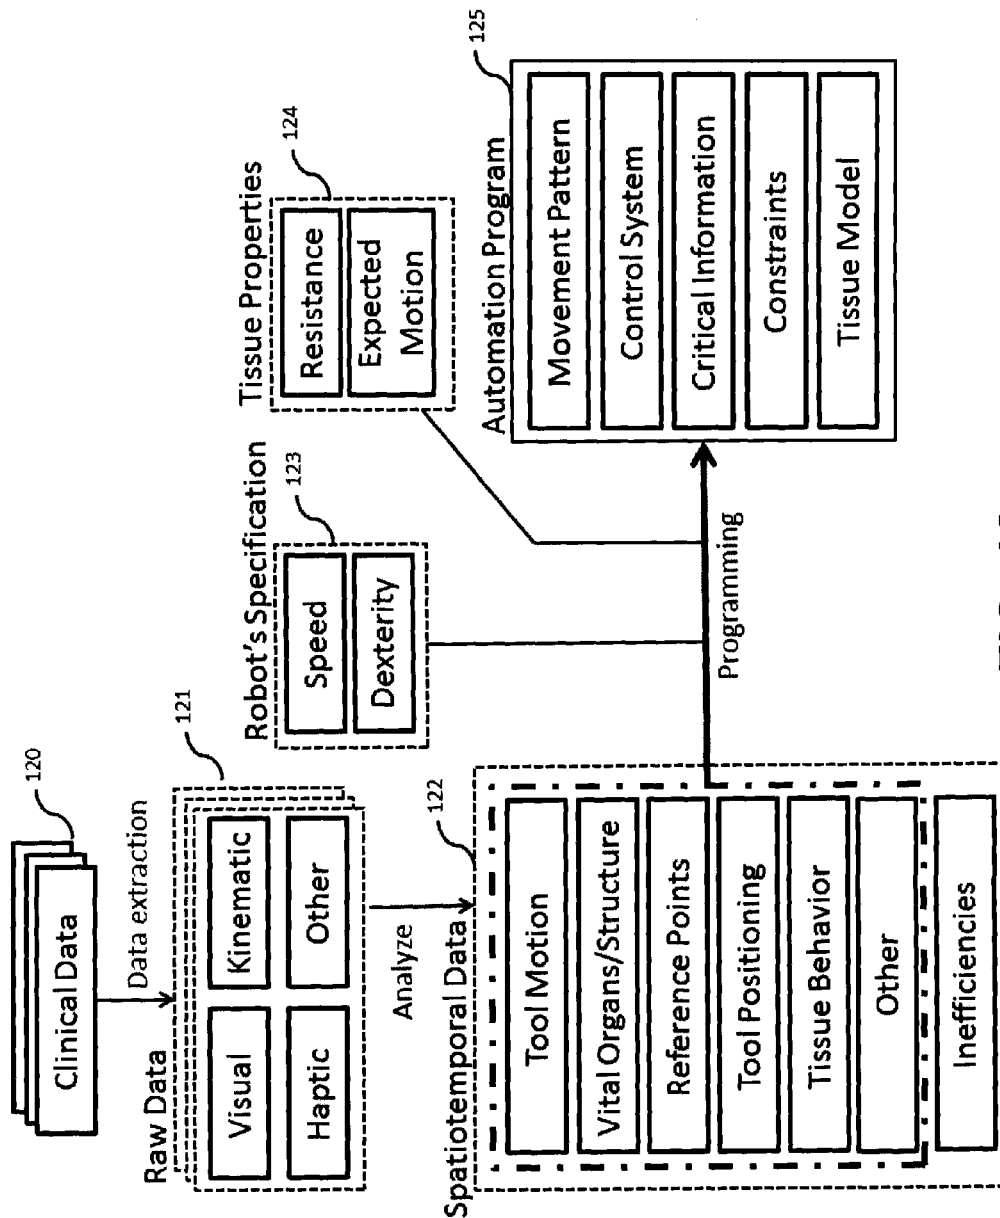 120
Clinical Data
Data extraction
Raw Data
121
Visual
Kinematic
Haptic
Other
Analyze
Spatiotemporal Data
122
Tool Motion
Vital Organs/Structure
Reference Points
Tool Positioning
Tissue Behavior
Other
Inefficiencies
Robot's Specification
123
Speed
Dexterity
Tissue Properties
124
Resistance
Expected
Motion
Programming
Automation Program
125
Movement Pattern
Control System
Critical Information
Constraints
Tissue Model